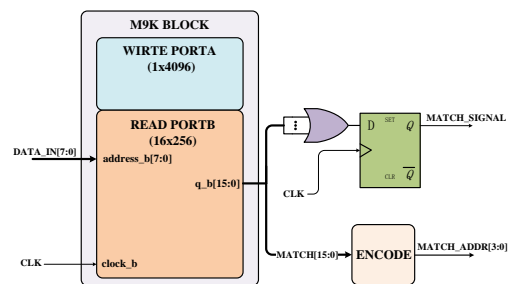 M9K BLOCK
WIRTE PORTA
(1x4096)
READ PORTB
(16x256)
DATA_IN[7:0]
address_b[7:0]
q_b[15:0]
CLK
clock_b
D
SET
Q
MATCH_SIGNAL
CLR
Q
CLK
MATCH[15:0]
ENCODE
MATCH_ADDR[3:0]